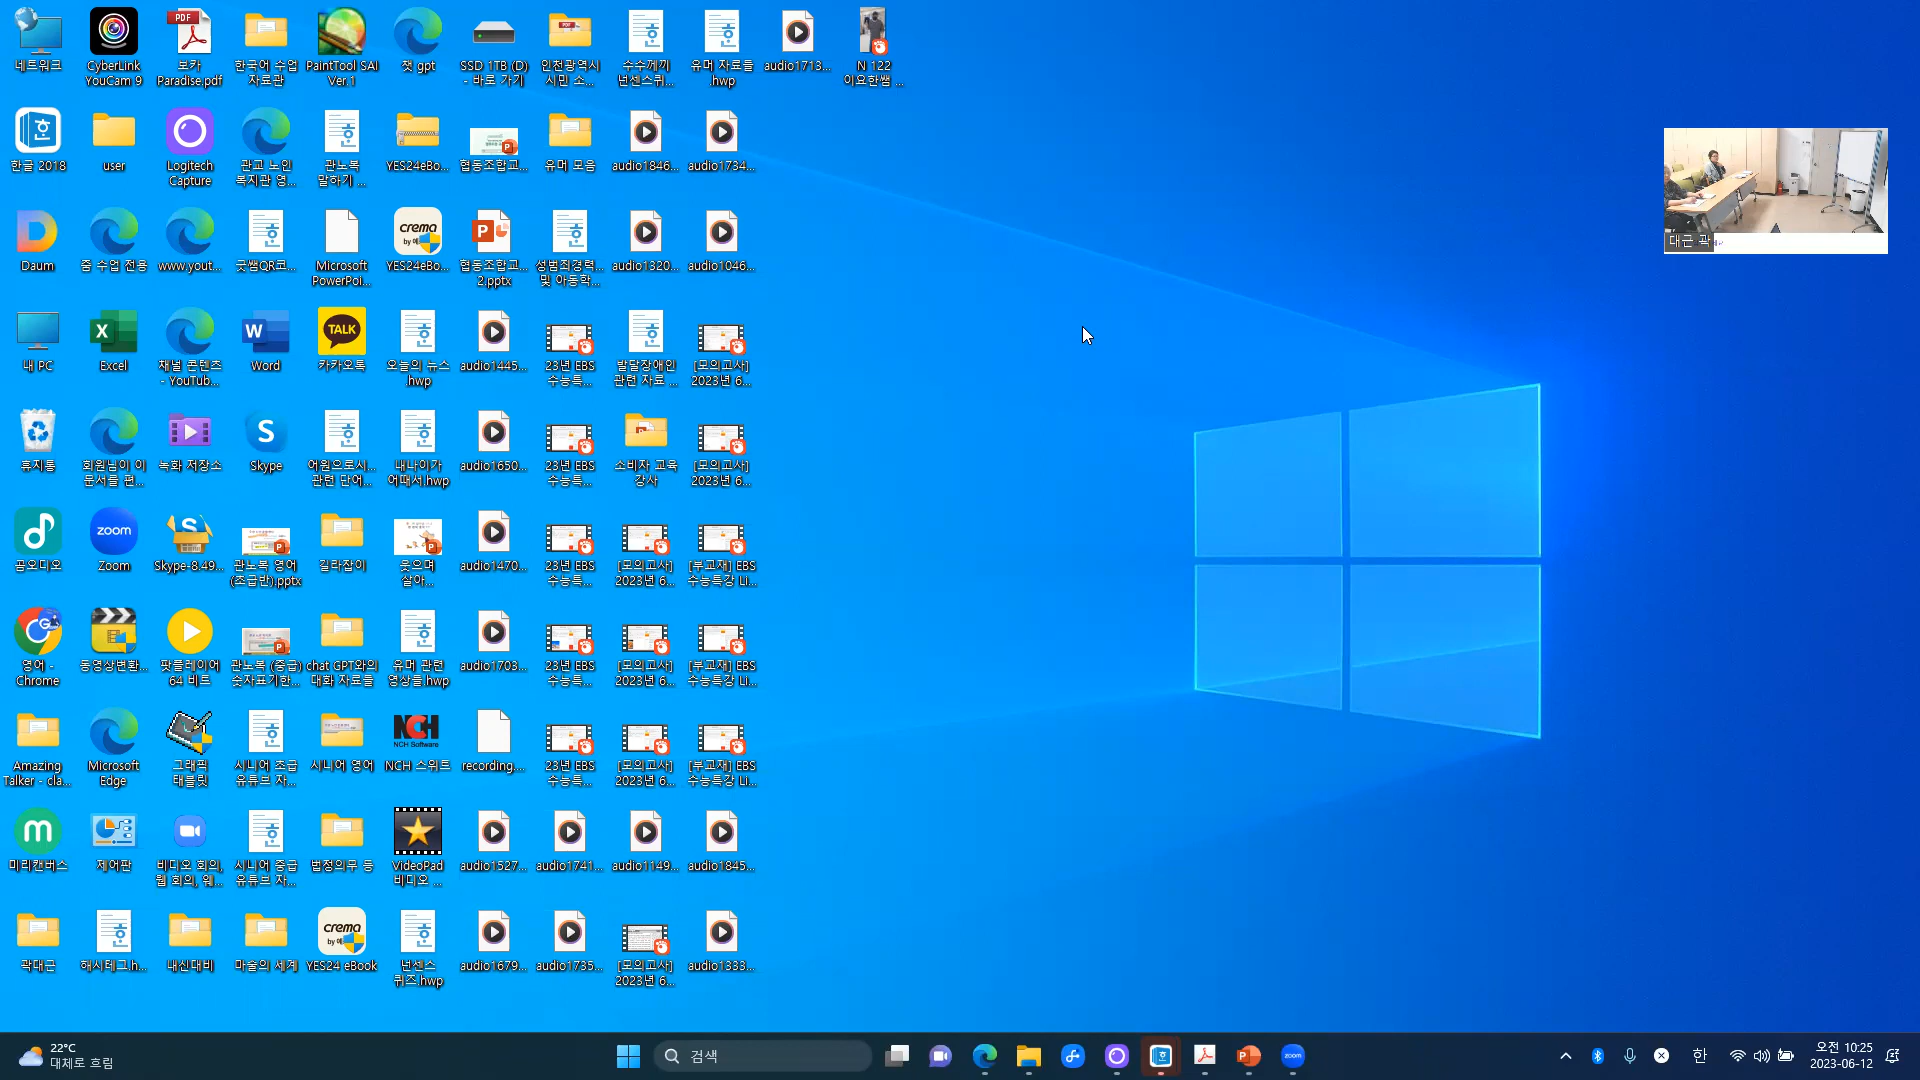 네트워크
CyberLink
YouCam 9
PDF
보카
Paradise.pdf
한국어 수업
자료관
PaintTool SAI
Ver.1
챗 gpt
SSD 1TB (D)
- 바로 가기
인천광역시
시민 소...
수수께끼
넌센스퀴...
유머 자료들
.hwp
audio1713...
N 122
이요한쌤 ...
한글 2018
user
Logitech
Capture
관교 노인
복지관 영...
관노복
말하기 ...
YES24eBo...
협동조합교...
유머 모음
audio1846...
audio1734...
Daum
줌 수업 전용
www.yout...
굿쌤QR코...
Microsoft
PowerPoi...
crema
YES24eBo...
협동조합교...
2.pptx
성범죄경력...
및 아동학...
audio1320...
audio1046...
대근 곽
내 PC
Excel
채널 콘텐츠
- YouTub...
Word
TALK
카카오톡
오늘의 뉴스
.hwp
audio1445...
23년 EBS
수능특...
발달장애인
관련 자료 ...
[모의고사]
2023년 6...
휴지통
회원님이 이
문서를 편...
녹화 저장소
Skype
어원으로시...
관련 단어...
내나이가
어때서.hwp
audio1650...
23년 EBS
수능특...
소비자 교육
강사
[모의고사]
2023년 6...
곰오디오
zoom
Zoom
Skype-8.49...
관노복 영어
(초급반).pptx
길라잡이
웃으며
살아...
audio1470...
23년 EBS
수능특...
[모의고사]
2023년 6...
[부교재] EBS
수능특강 Li...
영어 -
Chrome
동영상변환...
팟플레이어
64 비트
관노복 (중급)
숫자표기한...
chat GPT와의
대화 자료들
유머 관련
영상들.hwp
audio1703...
23년 EBS
수능특...
[모의고사]
2023년 6...
[부교재] EBS
수능특강 Li...
Amazing
Talker - cla...
Microsoft
Edge
그래픽
태블릿
시니어 초급
유튜브 자...
시니어 영어
NCH
NCH Software
NCH 스위트
recording...
23년 EBS
수능특...
[모의고사]
2023년 6...
[부교재] EBS
수능특강 Li...
미리캔버스
제어판
비디오 회의,
웹 회의, 웨...
시니어 중급
유튜브 자...
법정의무 등
VideoPad
비디오 ...
audio1527...
audio1741...
audio1149...
audio1845...
곽대근
해시태그.h...
내신대비
마술의 세계
crema
YES24 eBook
넌센스
퀴즈.hwp
audio1679...
audio1735...
[모의고사]
2023년 6...
audio1333...
22°C
대체로 흐림
검색
zoom
한
오전 10:25
2023-06-12